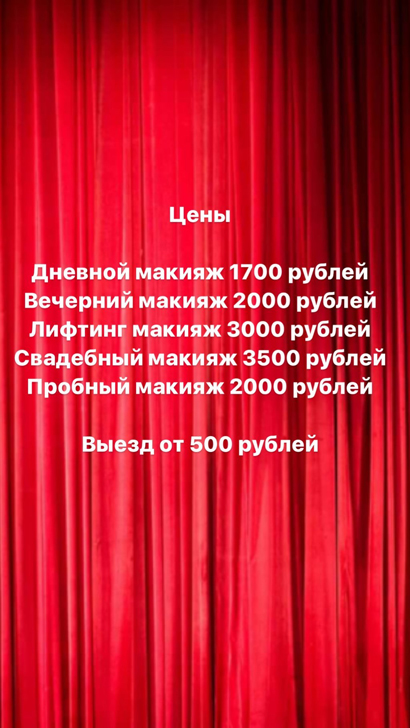 Цены
Дневной макияж 1700 рублей
Вечерний макияж 2000 рублей
Лифтинг макияж 3000 рублей
Свадебный макияж 3500 рублей
Пробный макияж 2000 рублей
Выезд от 500 рублей